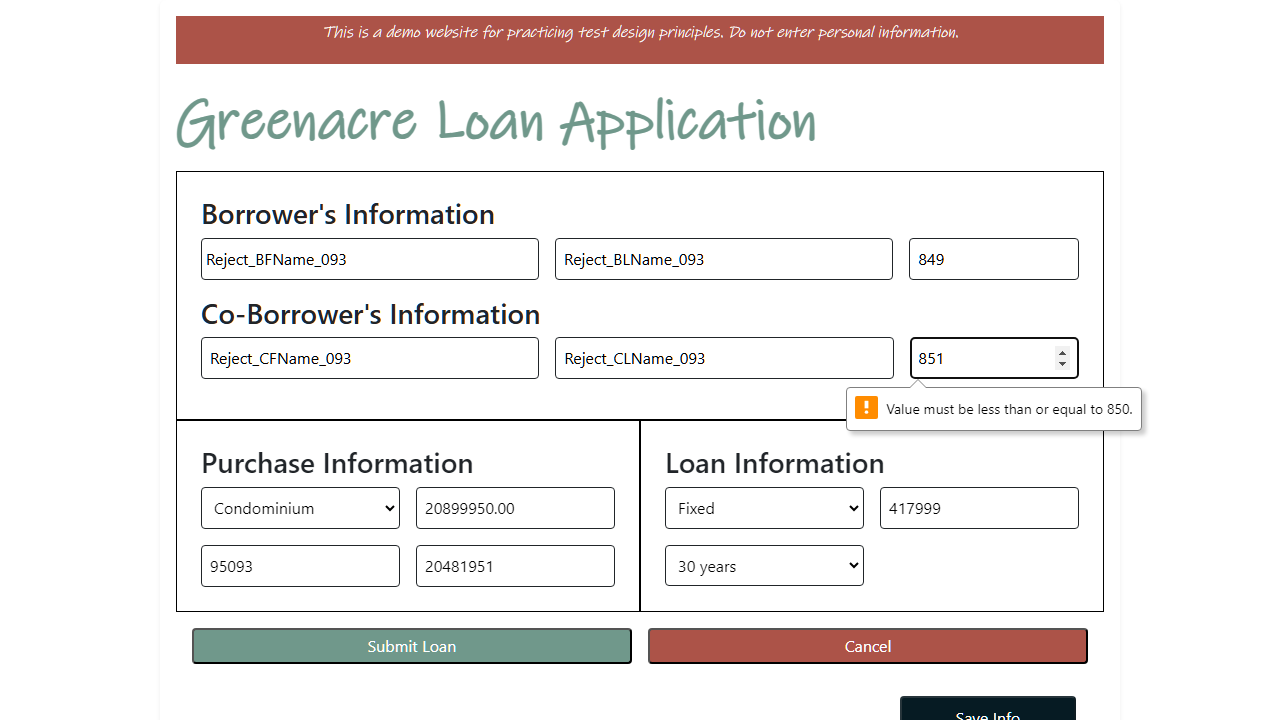 This is a demo website for practicing test design principles. Do not enter personal information.
Greenacre Loan Application
Borrower's Information
Reject_BFName_093 Reject_BLName_093 849
Co-Borrower's Information
Reject_CFName_093 Reject_CLName_093 851
Value must be less than or equal to 850.
Purchase Information Loan Information
Condominium 20899950.00 Fixed 417999
95093 20481951 30 years
Submit Loan Cancel
Save Info